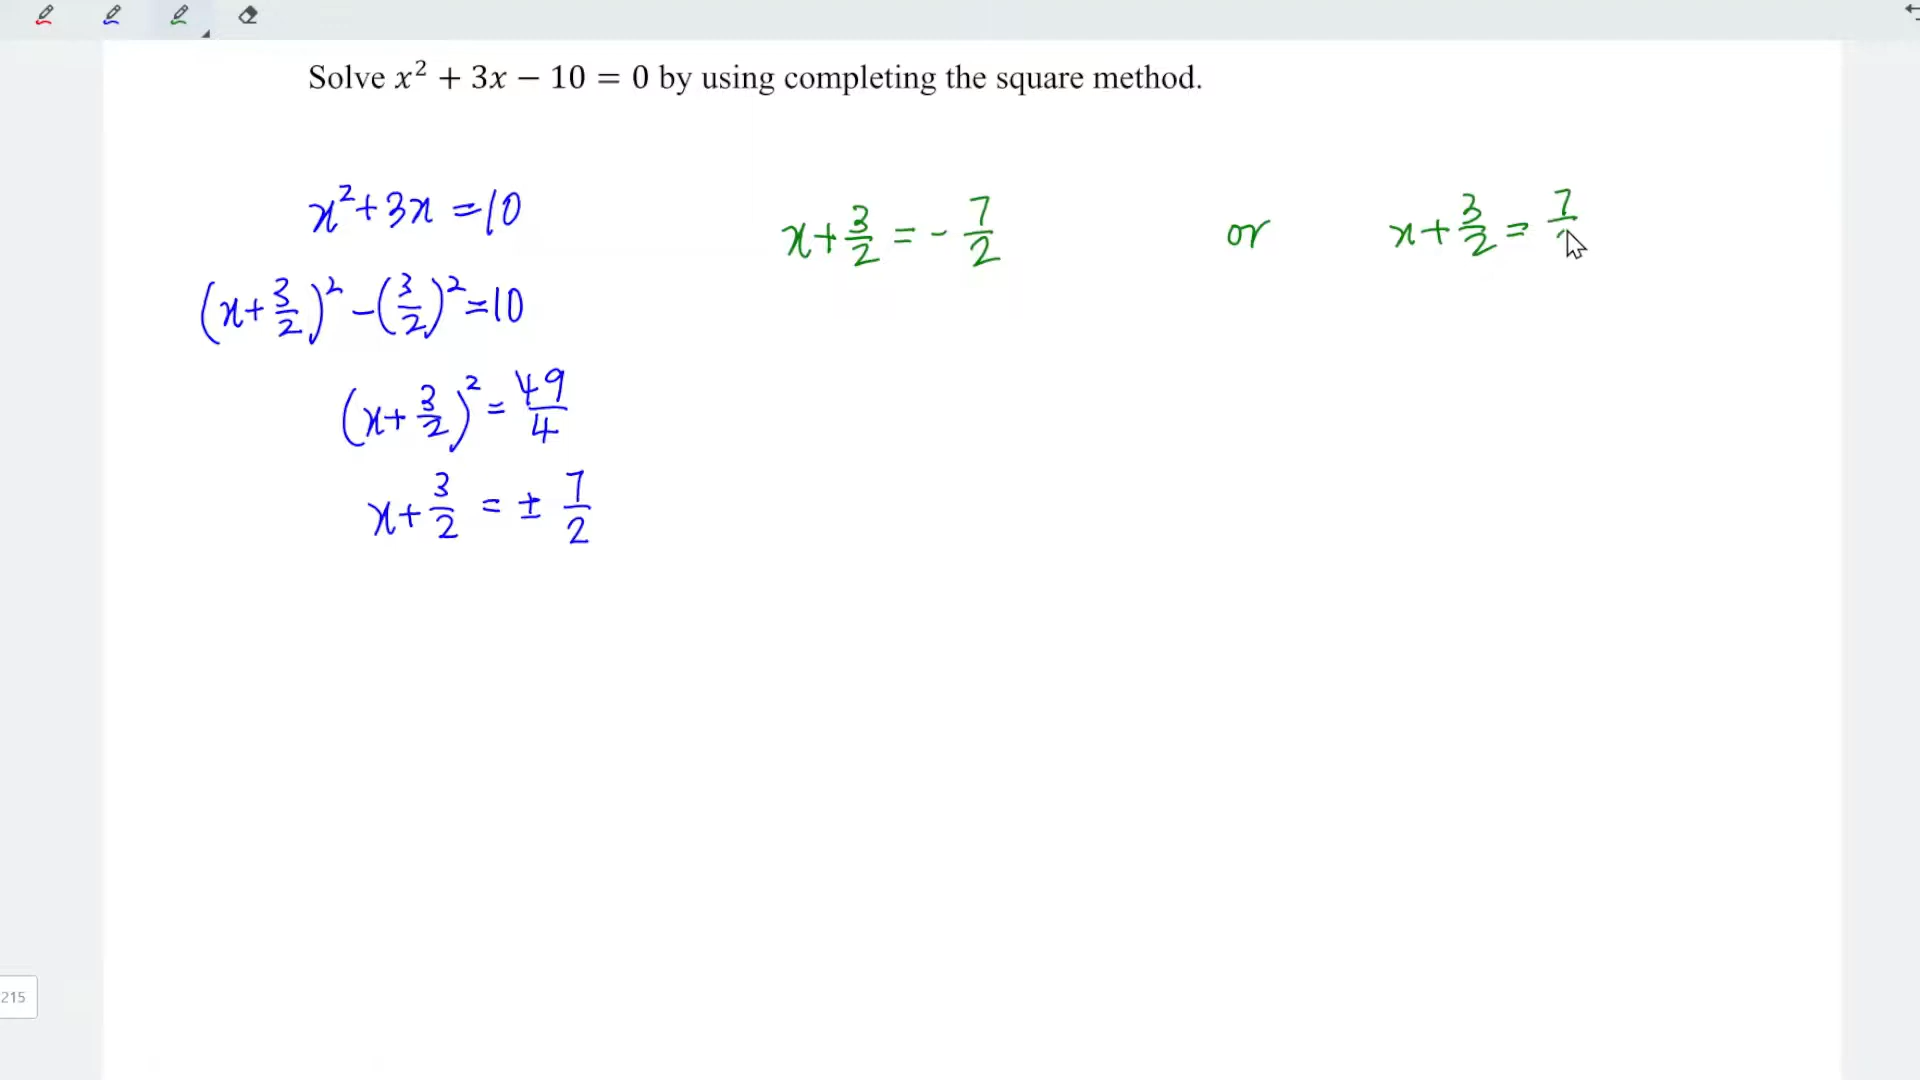 Solve x² + 3x − 10 = 0 by using completing the square method.
x² + 3x = 10
(x + 3/2)² − (3/2)² = 10
(x + 3/2)² = 49/4
x + 3/2 = ± 7/2
x + 3/2 = − 7/2 or x + 3/2 = 7/
215